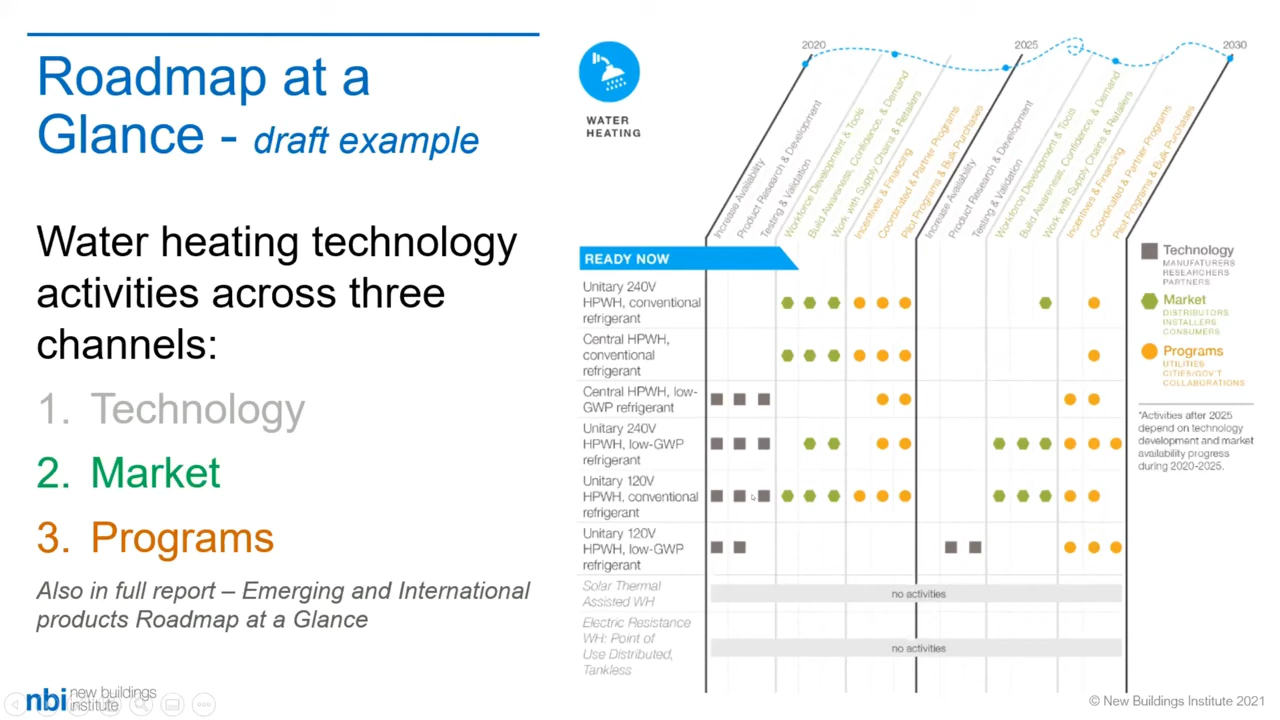 Roadmap at a
Glance - draft example
Water heating technology
activities across three
channels:
1. Technology
2. Market
3. Programs
Also in full report – Emerging and International
products Roadmap at a Glance
nbi new buildings
institute
WATER
HEATING
2020
2025
2030
Increase Availability
Product Research & Development
Testing & Validation
Workforce Development & Tools
Build Awareness, Confidence, & Demand
Work with Supply Chains & Retailers
Incentives & Financing
Coordinated & Partner Programs
Pilot Programs & Bulk Purchases
Increase Availability
Product Research & Development
Testing & Validation
Workforce Development & Tools
Build Awareness, Confidence, & Demand
Work with Supply Chains & Retailers
Incentives & Financing
Coordinated & Partner Programs
Pilot Programs & Bulk Purchases
READY NOW
Unitary 240V
HPWH, conventional
refrigerant
Central HPWH,
conventional
refrigerant
Central HPWH, low-
GWP refrigerant
Unitary 240V
HPWH, low-GWP
refrigerant
Unitary 120V
HPWH, conventional
refrigerant
Unitary 120V
HPWH, low-GWP
refrigerant
Solar Thermal
Assisted WH
no activities
Electric Resistance
WH: Point of
Use Distributed,
Tankless
no activities
Technology
MANUFATURERS
RESEARCHERS
PARTNERS
Market
DISTRIBUTORS
INSTALLERS
CONSUMERS
Programs
UTILITIES
CITIES/GOV'T
COLLABORATIONS
*Activities after 2025
depend on technology
development and market
availability progress
during 2020-2025.
© New Buildings Institute 2021